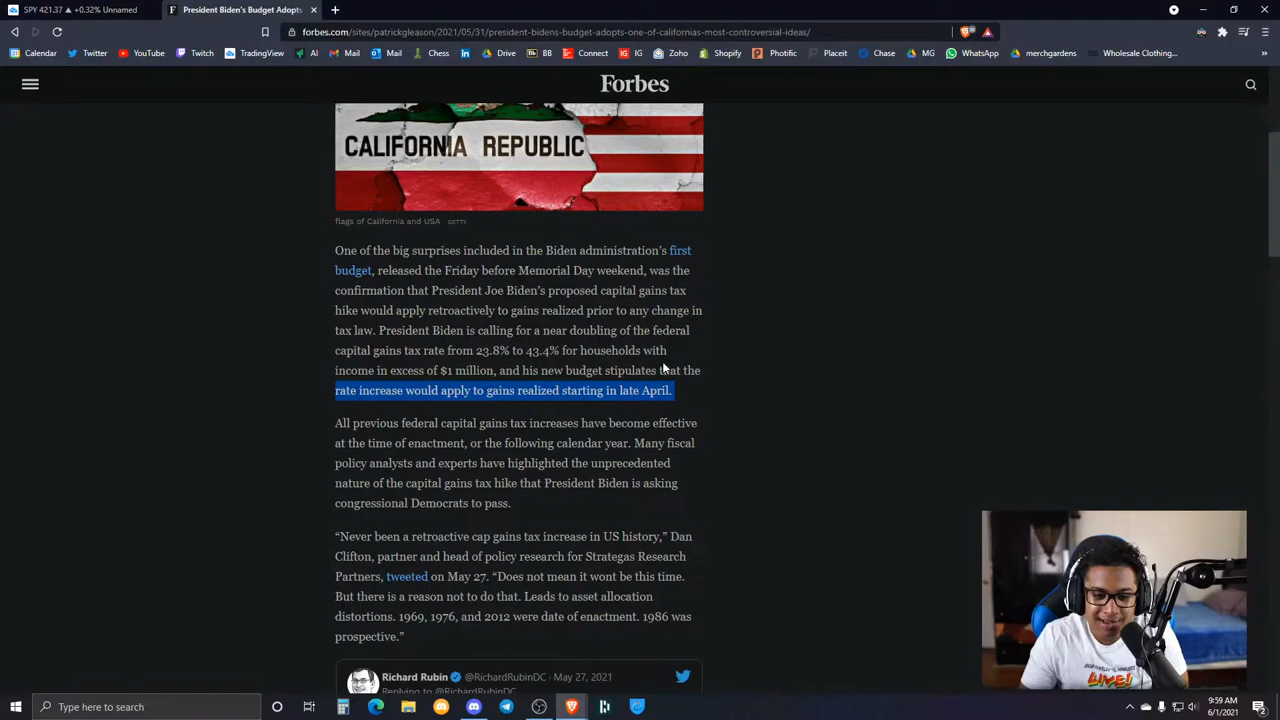 SPY 421.37 ▲ +0.32% Unnamed
President Biden's Budget Adopts
forbes.com/sites/patrickgleason/2021/05/31/president-bidens-budget-adopts-one-of-californias-most-controversial-ideas/
Calendar Twitter YouTube Twitch TradingView Mail Mail Drive BB Connect IG Zoho Shopify Photific Placeit Chase MG WhatsApp merchgardens Wholesale Clothing...
Forbes
CALIFORNIA REPUBLIC
flags of California and USA GETTY
One of the big surprises included in the Biden administration’s first
budget, released the Friday before Memorial Day weekend, was the
confirmation that President Joe Biden’s proposed capital gains tax
hike would apply retroactively to gains realized prior to any change in
tax law. President Biden is calling for a near doubling of the federal
capital gains tax rate from 23.8% to 43.4% for households with
income in excess of $1 million, and his new budget stipulates that the
rate increase would apply to gains realized starting in late April.
All previous federal capital gains tax increases have become effective
at the time of enactment, or the following calendar year. Many fiscal
policy analysts and experts have highlighted the unprecedented
nature of the capital gains tax hike that President Biden is asking
congressional Democrats to pass.
“Never been a retroactive cap gains tax increase in US history,” Dan
Clifton, partner and head of policy research for Strategas Research
Partners, tweeted on May 27. “Does not mean it wont be this time.
But there is a reason not to do that. Leads to asset allocation
distortions. 1969, 1976, and 2012 were date of enactment. 1986 was
prospective.”
Richard Rubin @RichardRubinDC · May 27, 2021
Replying to @RichardRubinDC
LIVE!
Type here to search
9:59 AM
6/1/2021